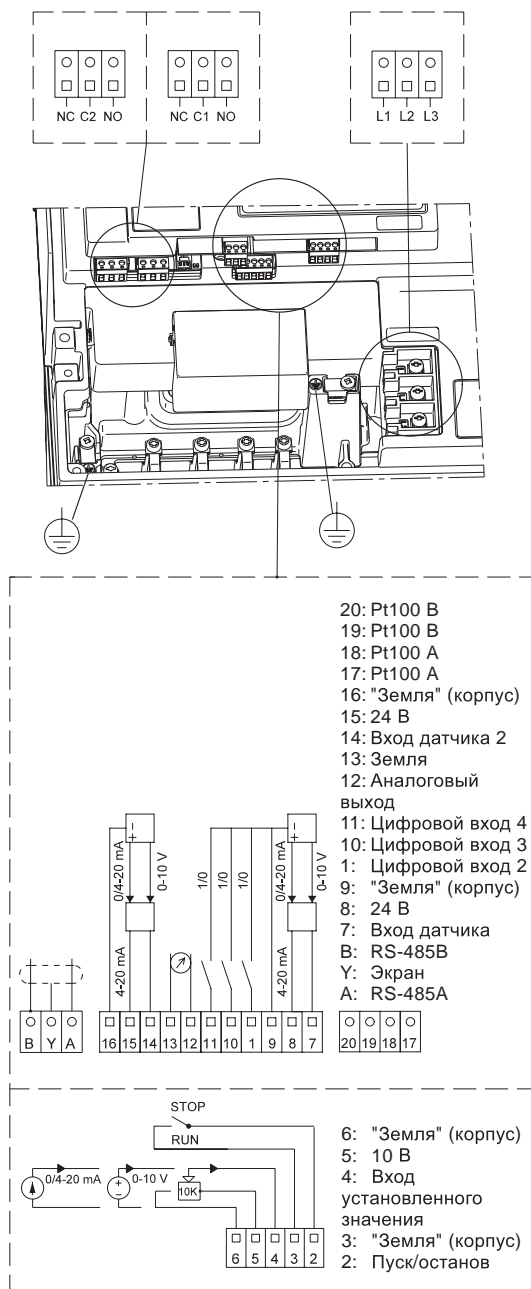 NC C2 NO
NC C1 NO
L1 L2 L3
20: Pt100 B
19: Pt100 B
18: Pt100 A
17: Pt100 A
16: "Земля" (корпус)
15: 24 В
14: Вход датчика 2
13: Земля
12: Аналоговый
выход
11: Цифровой вход 4
10: Цифровой вход 3
1: Цифровой вход 2
9: "Земля" (корпус)
8: 24 В
7: Вход датчика
B: RS-485B
Y: Экран
A: RS-485A
- +
0/4-20 mA
0-10 V
4-20 mA
1/0
1/0
1/0
- +
0/4-20 mA
0-10 V
4-20 mA
B Y A
16 15 14 13 12 11 10 1 9 8 7
20 19 18 17
STOP
RUN
0/4-20 mA
+ -
0-10 V
10K
6 5 4 3 2
6: "Земля" (корпус)
5: 10 В
4: Вход
установленного
значения
3: "Земля" (корпус)
2: Пуск/останов